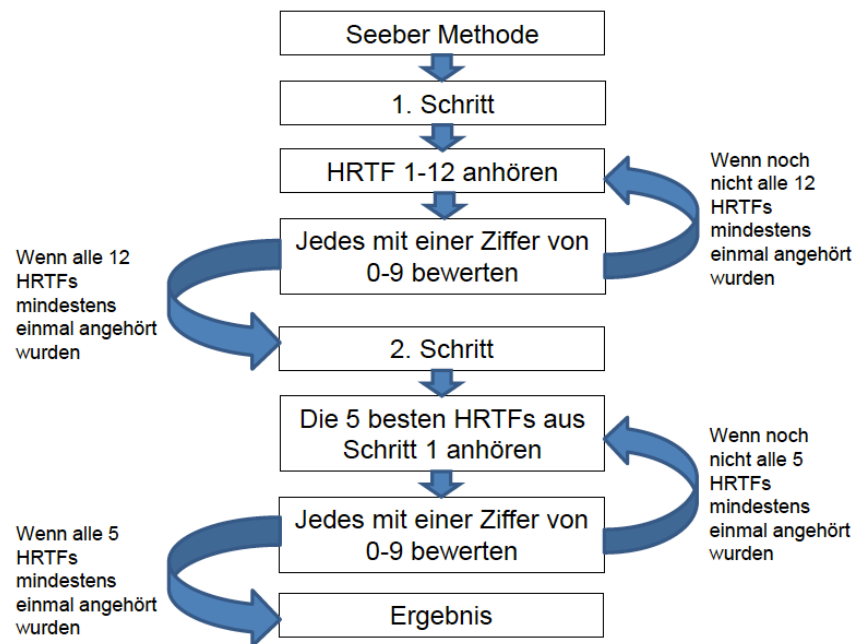 Seeber Methode
1. Schritt
HRTF 1-12 anhören
Wenn noch
nicht alle 12
HRTFs
mindestens
einmal angehört
wurden
Jedes mit einer Ziffer von
0-9 bewerten
Wenn alle 12
HRTFs
mindestens
einmal angehört
wurden
2. Schritt
Die 5 besten HRTFs aus
Schritt 1 anhören
Wenn noch
nicht alle 5
HRTFs
mindestens
einmal angehört
wurden
Jedes mit einer Ziffer von
0-9 bewerten
Wenn alle 5
HRTFs
mindestens
einmal angehört
wurden
Ergebnis